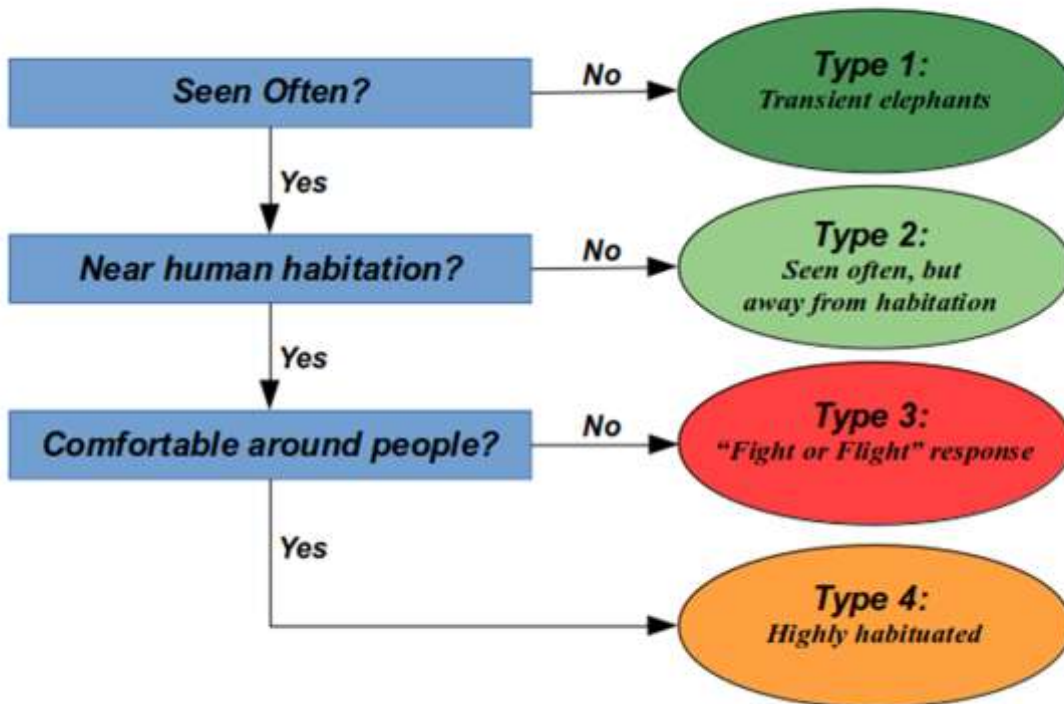 Seen Often?
No
Type 1:
Transient elephants
Yes
Near human habitation?
No
Type 2:
Seen often, but
away from habitation
Yes
Comfortable around people?
No
Type 3:
“Fight or Flight” response
Yes
Type 4:
Highly habituated